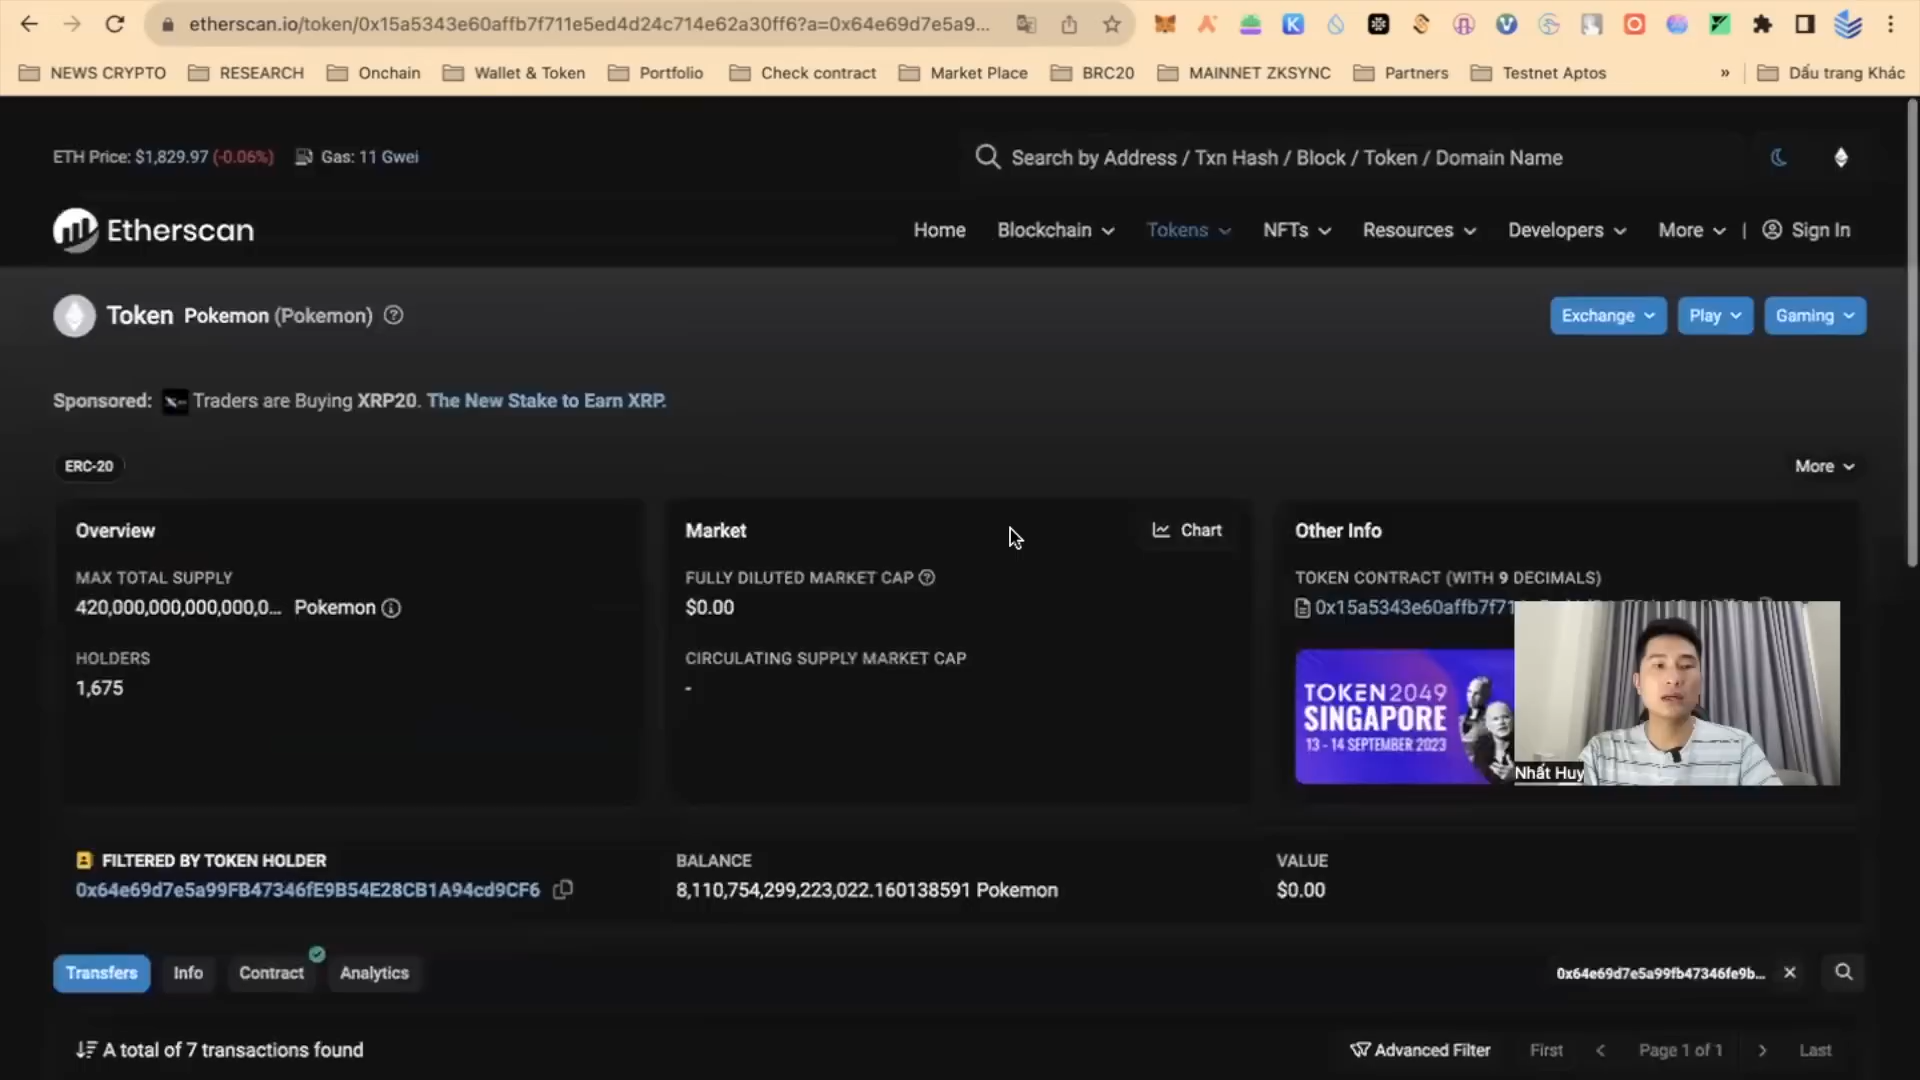 etherscan.io/token/0x15a5343e60affb7f711e5ed4d24c714e62a30ff6?a=0x64e69d7e5a9...
NEWS CRYPTO RESEARCH Onchain Wallet & Token Portfolio Check contract Market Place BRC20 MAINNET ZKSYNC Partners Testnet Aptos » Dấu trang Khác
ETH Price: $1,829.97 (-0.06%) Gas: 11 Gwei
Search by Address / Txn Hash / Block / Token / Domain Name
Etherscan
Home Blockchain Tokens NFTs Resources Developers More | Sign In
Token Pokemon (Pokemon)
Exchange Play Gaming
Sponsored: Traders are Buying XRP20. The New Stake to Earn XRP.
ERC-20
More
Overview
MAX TOTAL SUPPLY
420,000,000,000,000,0... Pokemon
HOLDERS
1,675
Market
Chart
FULLY DILUTED MARKET CAP
$0.00
CIRCULATING SUPPLY MARKET CAP
-
Other Info
TOKEN CONTRACT (WITH 9 DECIMALS)
0x15a5343e60affb7f71
TOKEN2049
SINGAPORE
13 - 14 SEPTEMBER 2023
Nhất Huy
FILTERED BY TOKEN HOLDER
0x64e69d7e5a99FB47346fE9B54E28CB1A94cd9CF6
BALANCE
8,110,754,299,223,022.160138591 Pokemon
VALUE
$0.00
Transfers Info Contract Analytics
0x64e69d7e5a99fb47346fe9b...
A total of 7 transactions found
Advanced Filter First < Page 1 of 1 > Last